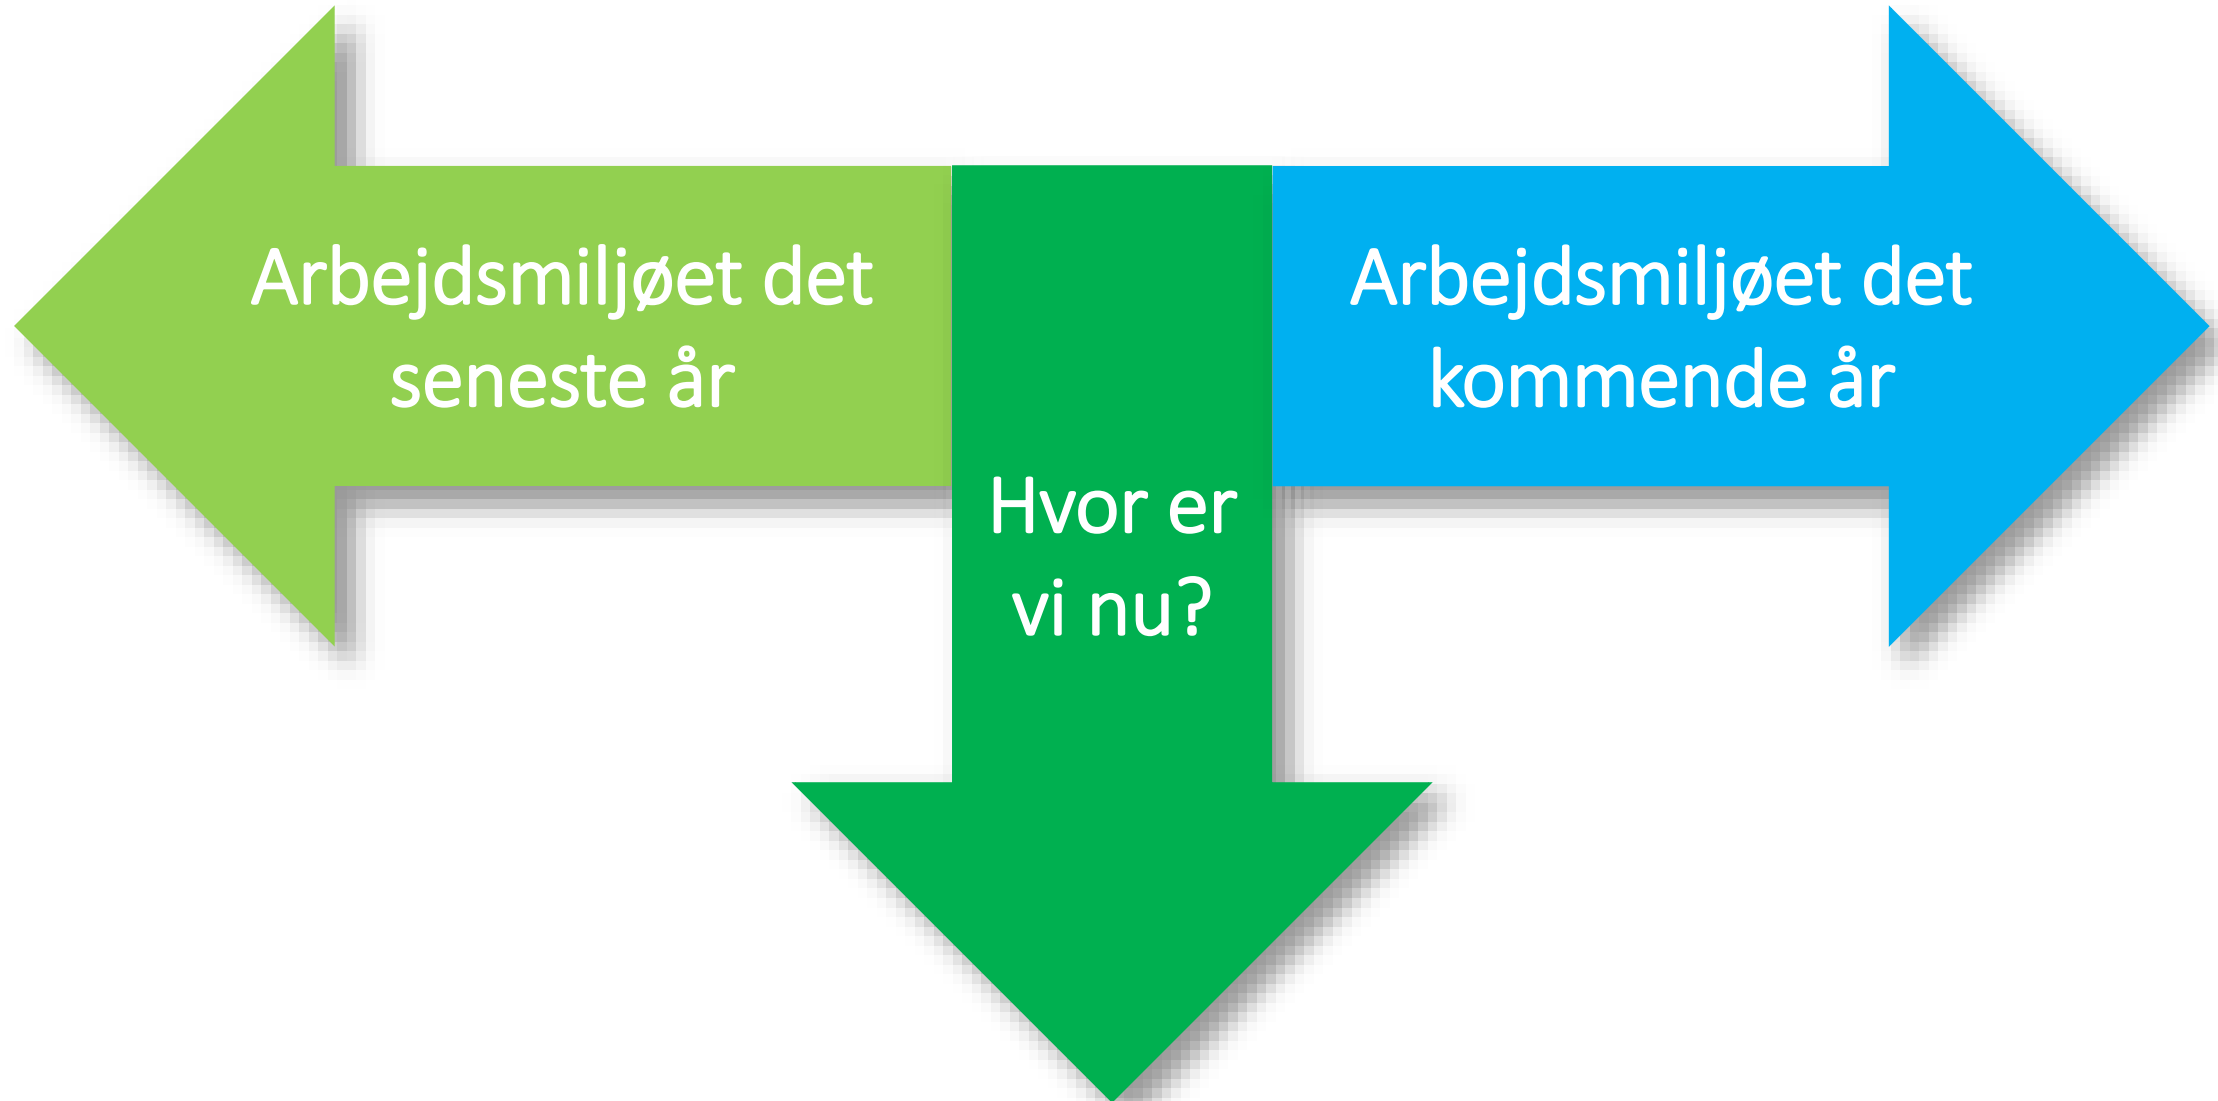 Arbejdsmiljøet det
seneste år
Hvor er
vi nu?
Arbejdsmiljøet det
kommende år